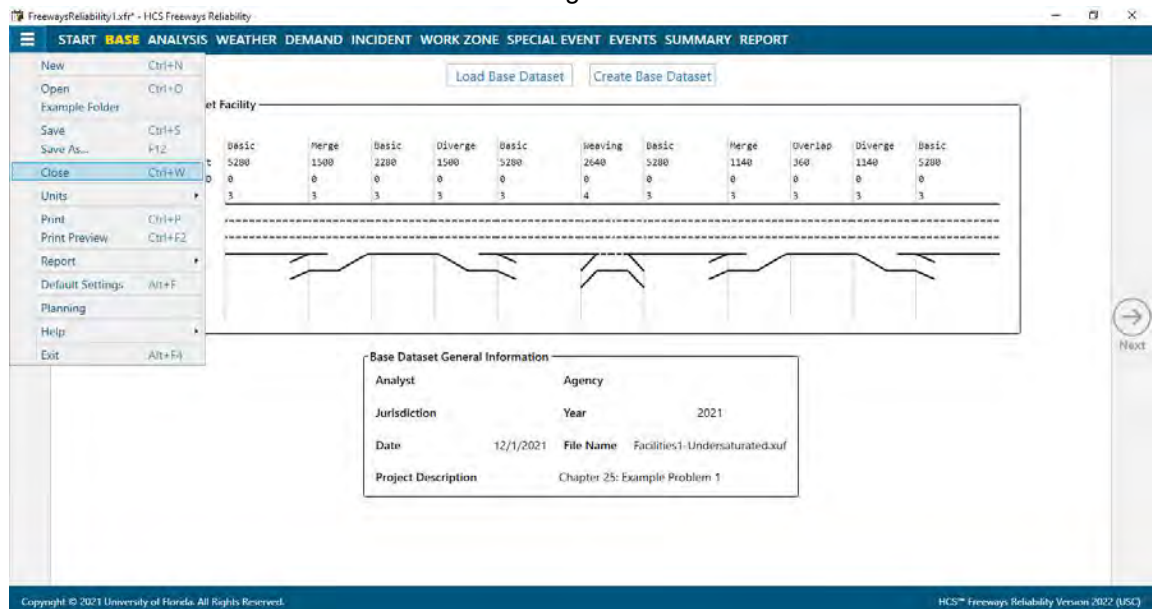 FreewaysReliability1.xfr* - HCS Freeways Reliability
START BASE ANALYSIS WEATHER DEMAND INCIDENT WORK ZONE SPECIAL EVENT EVENTS SUMMARY REPORT
New Ctrl+N
Open Ctrl+O
Example Folder
Save Ctrl+S
Save As... F12
Close Ctrl+W
Units
Print Ctrl+P
Print Preview Ctrl+F2
Report
Default Settings Alt+F
Planning
Help
Exit Alt+F4
Load Base Dataset Create Base Dataset
et Facility
Basic Merge Basic Diverge Basic Weaving Basic Merge Overlap Diverge Basic
t 5280 1500 2280 1500 5280 2640 5280 1140 360 1140 5280
0 0 0 0 0 0 0 0 0 0 0
3 3 3 3 3 4 3 3 3 3 3
Next
Base Dataset General Information
Analyst Agency
Jurisdiction Year 2021
Date 12/1/2021 File Name Facilities1-Undersaturated.xuf
Project Description Chapter 25: Example Problem 1
Copyright © 2021 University of Florida. All Rights Reserved. HCS™ Freeways Reliability Version 2022 (USC)